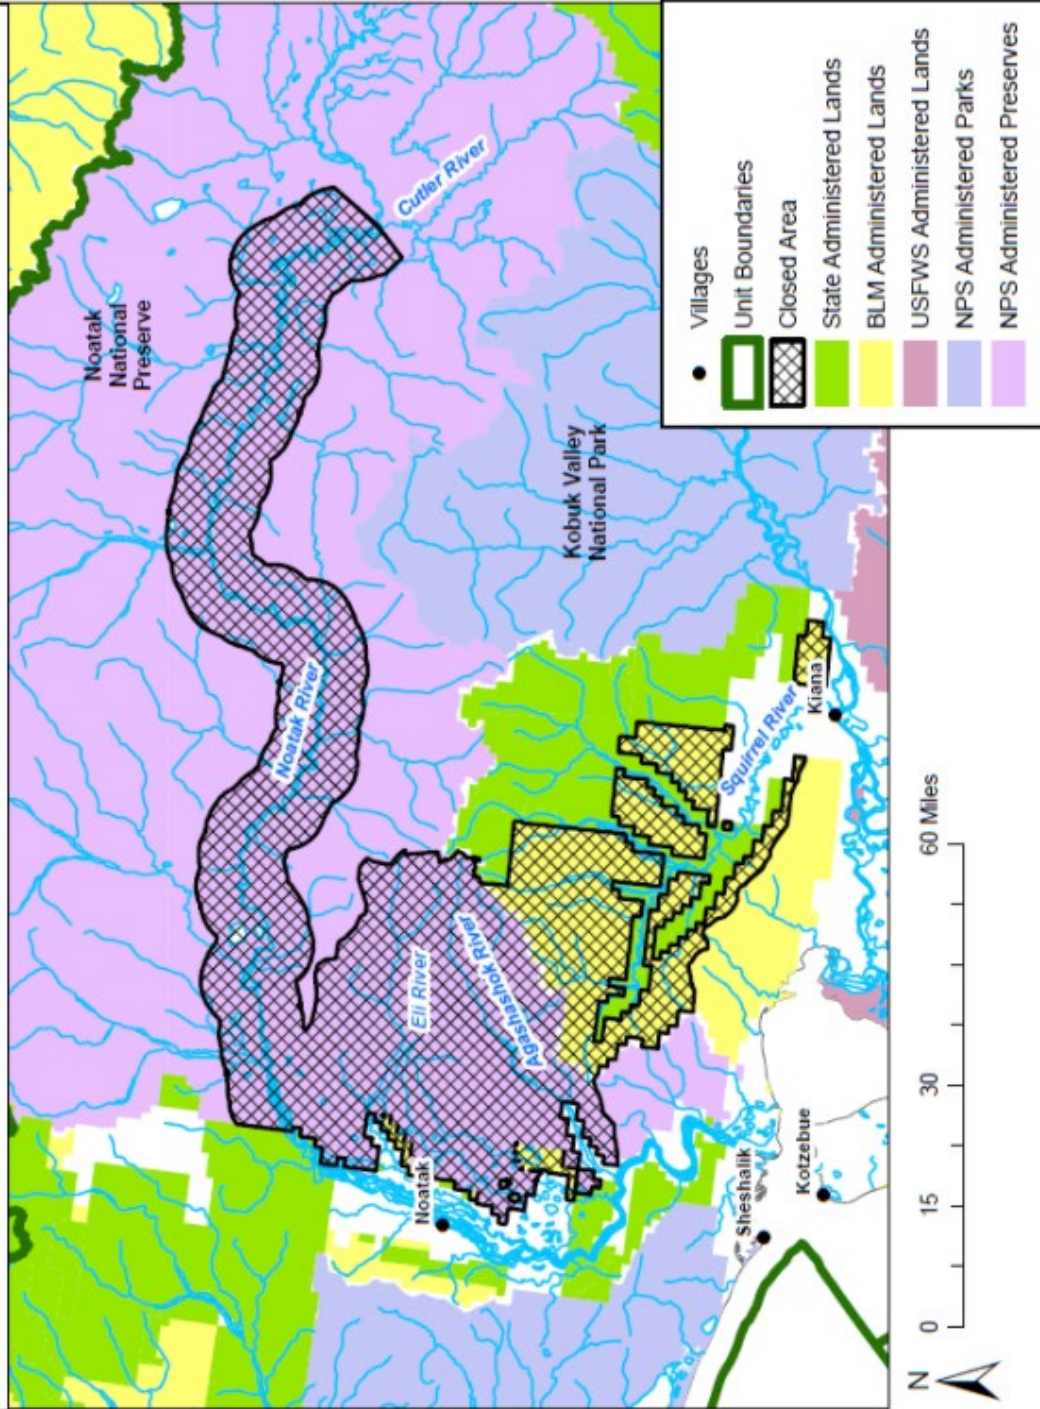 Noatak
National
Preserve
Cutler River
Noatak River
Kobuk Valley
National Park
Eli River
Agashashok River
Squirrel River
Kiana
Noatak
Sheshalik
Kotzebue
Villages
Unit Boundaries
Closed Area
State Administered Lands
BLM Administered Lands
USFWS Administered Lands
NPS Administered Parks
NPS Administered Preserves
N
0 15 30 60 Miles